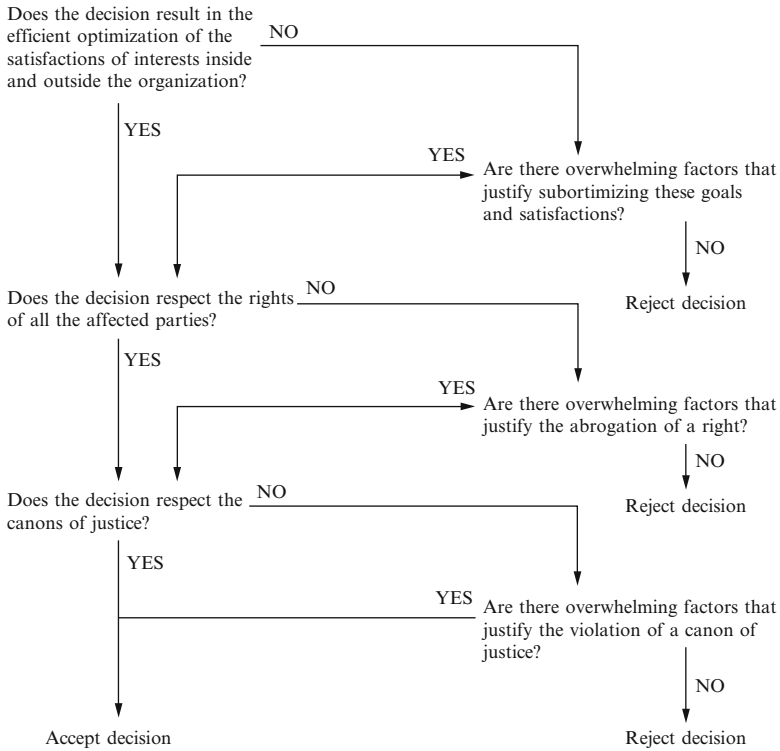 Does the decision result in the
efficient optimization of the
satisfactions of interests inside
and outside the organization?
NO
YES
YES
Are there overwhelming factors that
justify subortimizing these goals
and satisfactions?
NO
Reject decision
Does the decision respect the rights
of all the affected parties?
NO
YES
YES
Are there overwhelming factors that
justify the abrogation of a right?
NO
Reject decision
Does the decision respect the
canons of justice?
NO
YES
YES
Are there overwhelming factors that
justify the violation of a canon of
justice?
NO
Accept decision
Reject decision